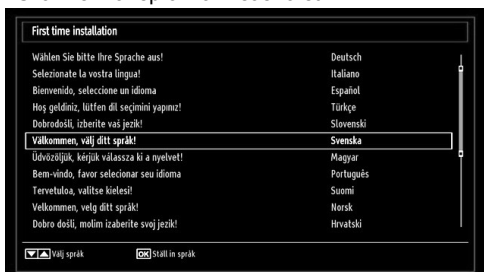 First time installation
Wählen Sie bitte Ihre Sprache aus! Deutsch
Selezionate la vostra lingua! Italiano
Bienvenido, seleccione un idioma Español
Hoş geldiniz, lütfen dil seçimini yapınız! Türkçe
Dobrodošli, izberite vaš jezik! Slovenski
Välkommen, välj ditt språk! Svenska
Üdvözöljük, kérjük válassza ki a nyelvet! Magyar
Bem-vindo, favor selecionar seu idioma Português
Tervetuloa, valitse kielesi! Suomi
Velkommen, velg ditt språk! Norsk
Dobro došli, molim izaberite svoj jezik! Hrvatski
Välj språk OK Ställ in språk